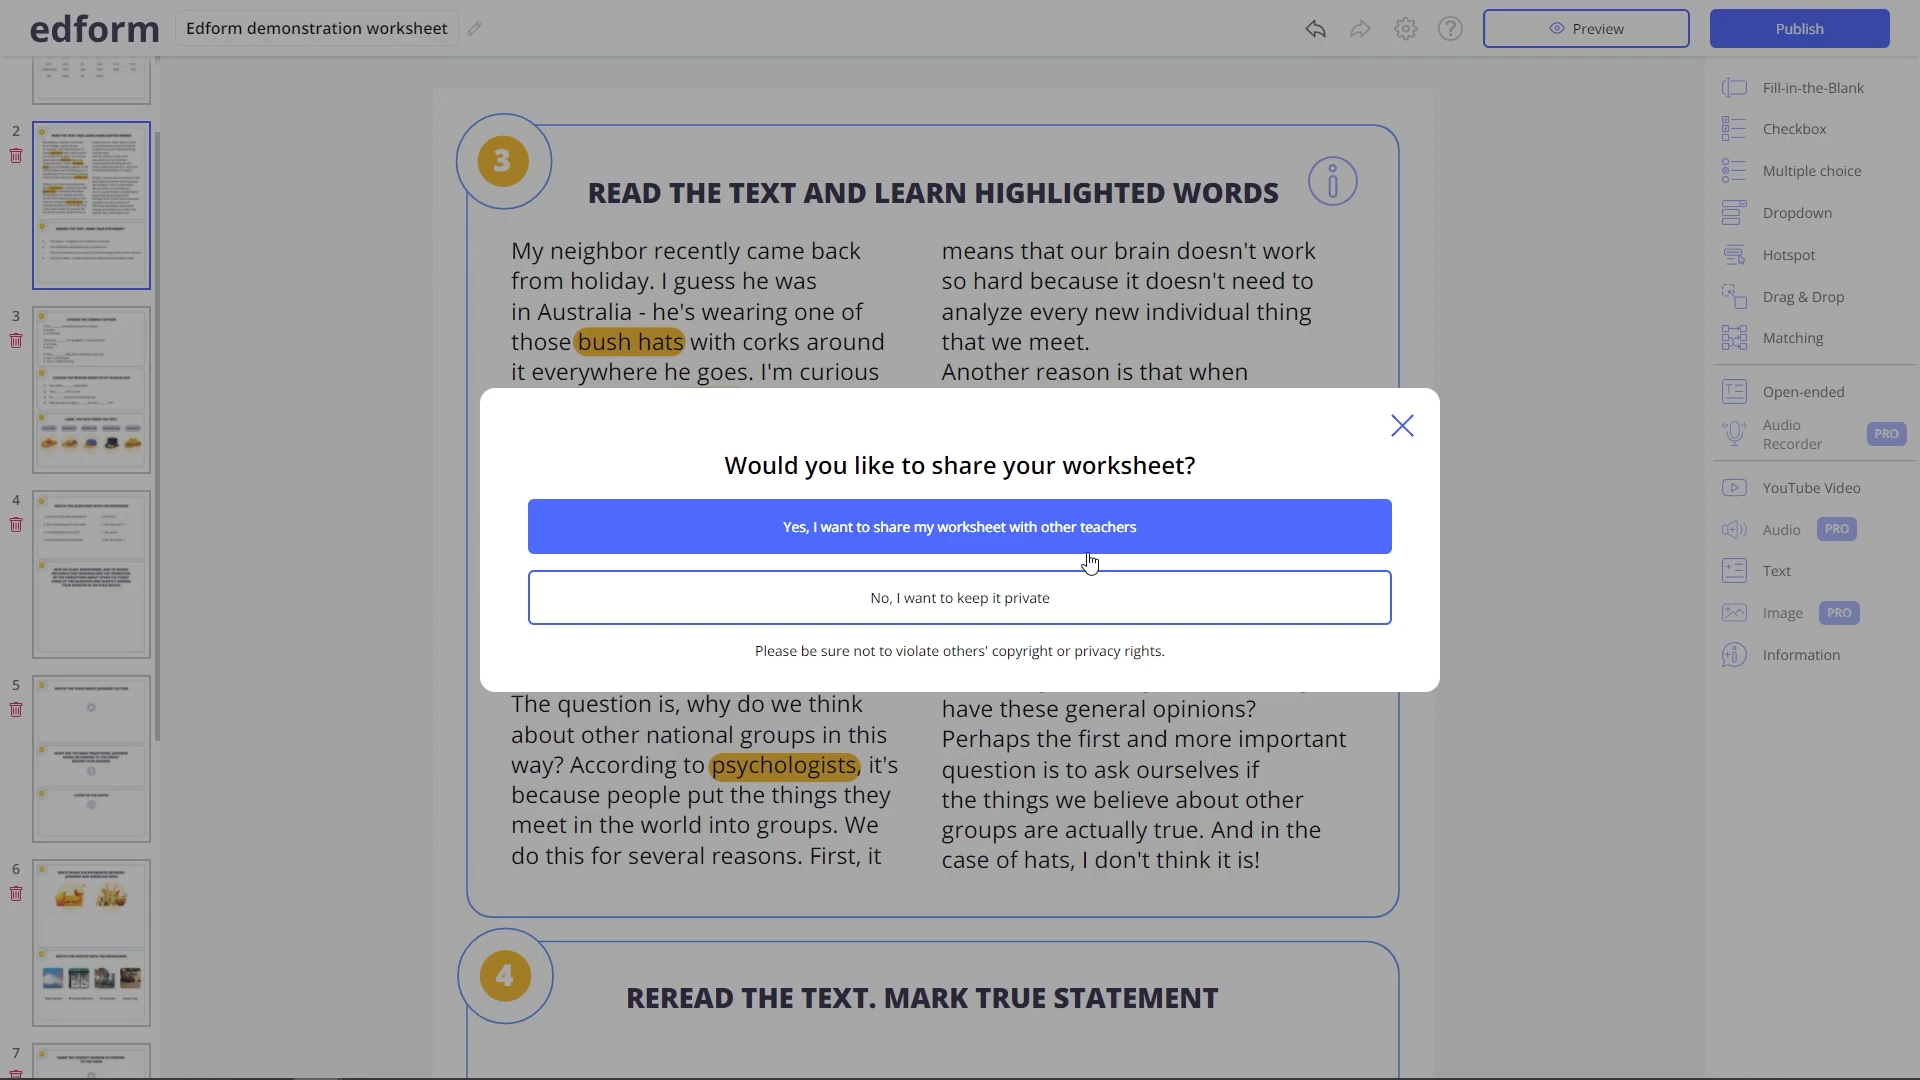 edform
Edform demonstration worksheet
Preview
Publish
2
3
4
5
6
7
3
READ THE TEXT AND LEARN HIGHLIGHTED WORDS
My neighbor recently came back
from holiday. I guess he was
in Australia - he's wearing one of
those bush hats with corks around
it everywhere he goes. I'm curious
means that our brain doesn't work
so hard because it doesn't need to
analyze every new individual thing
that we meet.
Another reason is that when
Would you like to share your worksheet?
Yes, I want to share my worksheet with other teachers
No, I want to keep it private
Please be sure not to violate others' copyright or privacy rights.
The question is, why do we think
about other national groups in this
way? According to psychologists, it's
because people put the things they
meet in the world into groups. We
do this for several reasons. First, it
have these general opinions?
Perhaps the first and more important
question is to ask ourselves if
the things we believe about other
groups are actually true. And in the
case of hats, I don't think it is!
4
REREAD THE TEXT. MARK TRUE STATEMENT
Fill-in-the-Blank
Checkbox
Multiple choice
Dropdown
Hotspot
Drag & Drop
Matching
Open-ended
Audio
Recorder
PRO
YouTube Video
Audio PRO
Text
Image PRO
Information